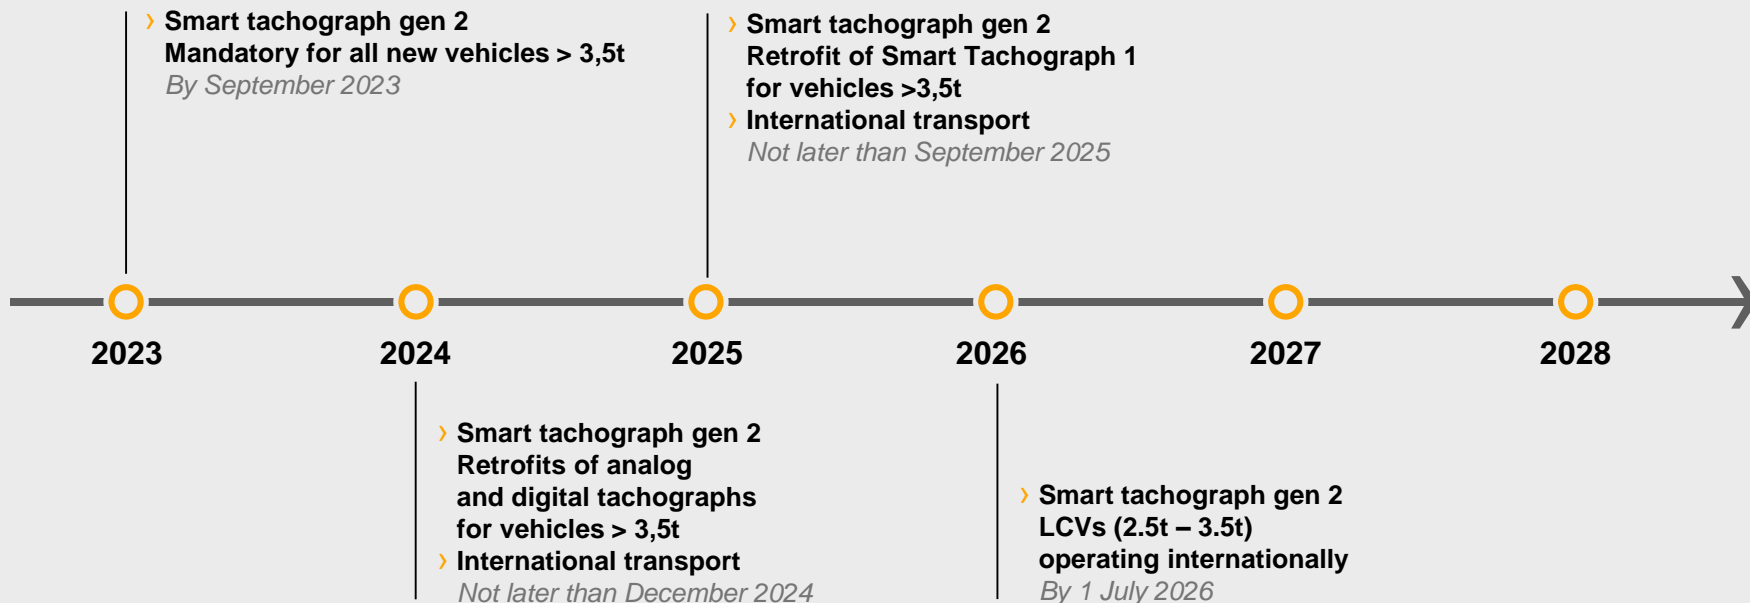 › Smart tachograph gen 2
Mandatory for all new vehicles > 3,5t
By September 2023
› Smart tachograph gen 2
Retrofit of Smart Tachograph 1
for vehicles >3,5t
› International transport
Not later than September 2025
2023
2024
2025
2026
2027
2028
› Smart tachograph gen 2
Retrofits of analog
and digital tachographs
for vehicles > 3,5t
› International transport
Not later than December 2024
› Smart tachograph gen 2
LCVs (2.5t – 3.5t)
operating internationally
By 1 July 2026